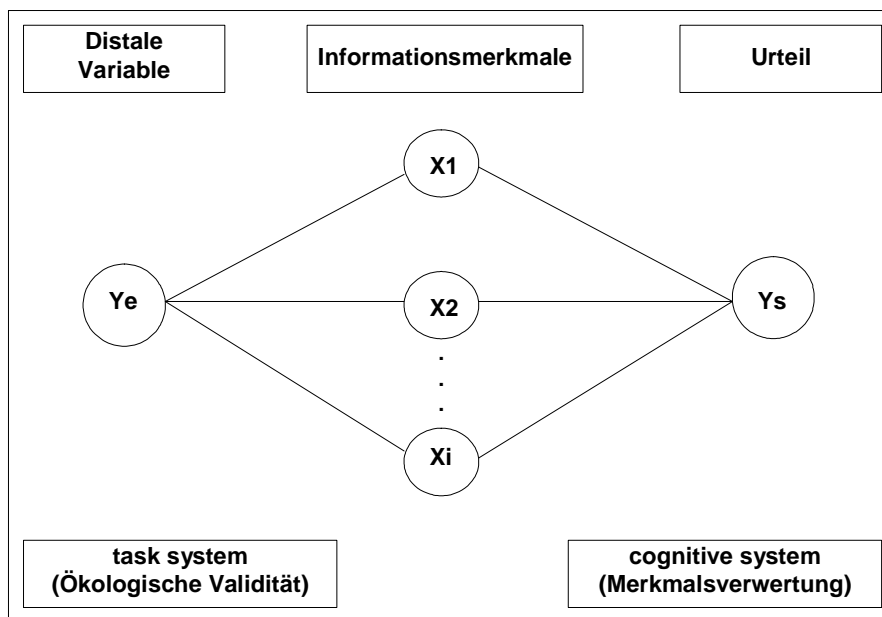 Distale
Variable
Informationsmerkmale
Urteil
X1
Ye
X2
Ys
.
.
.
Xi
task system
(Ökologische Validität)
cognitive system
(Merkmalsverwertung)